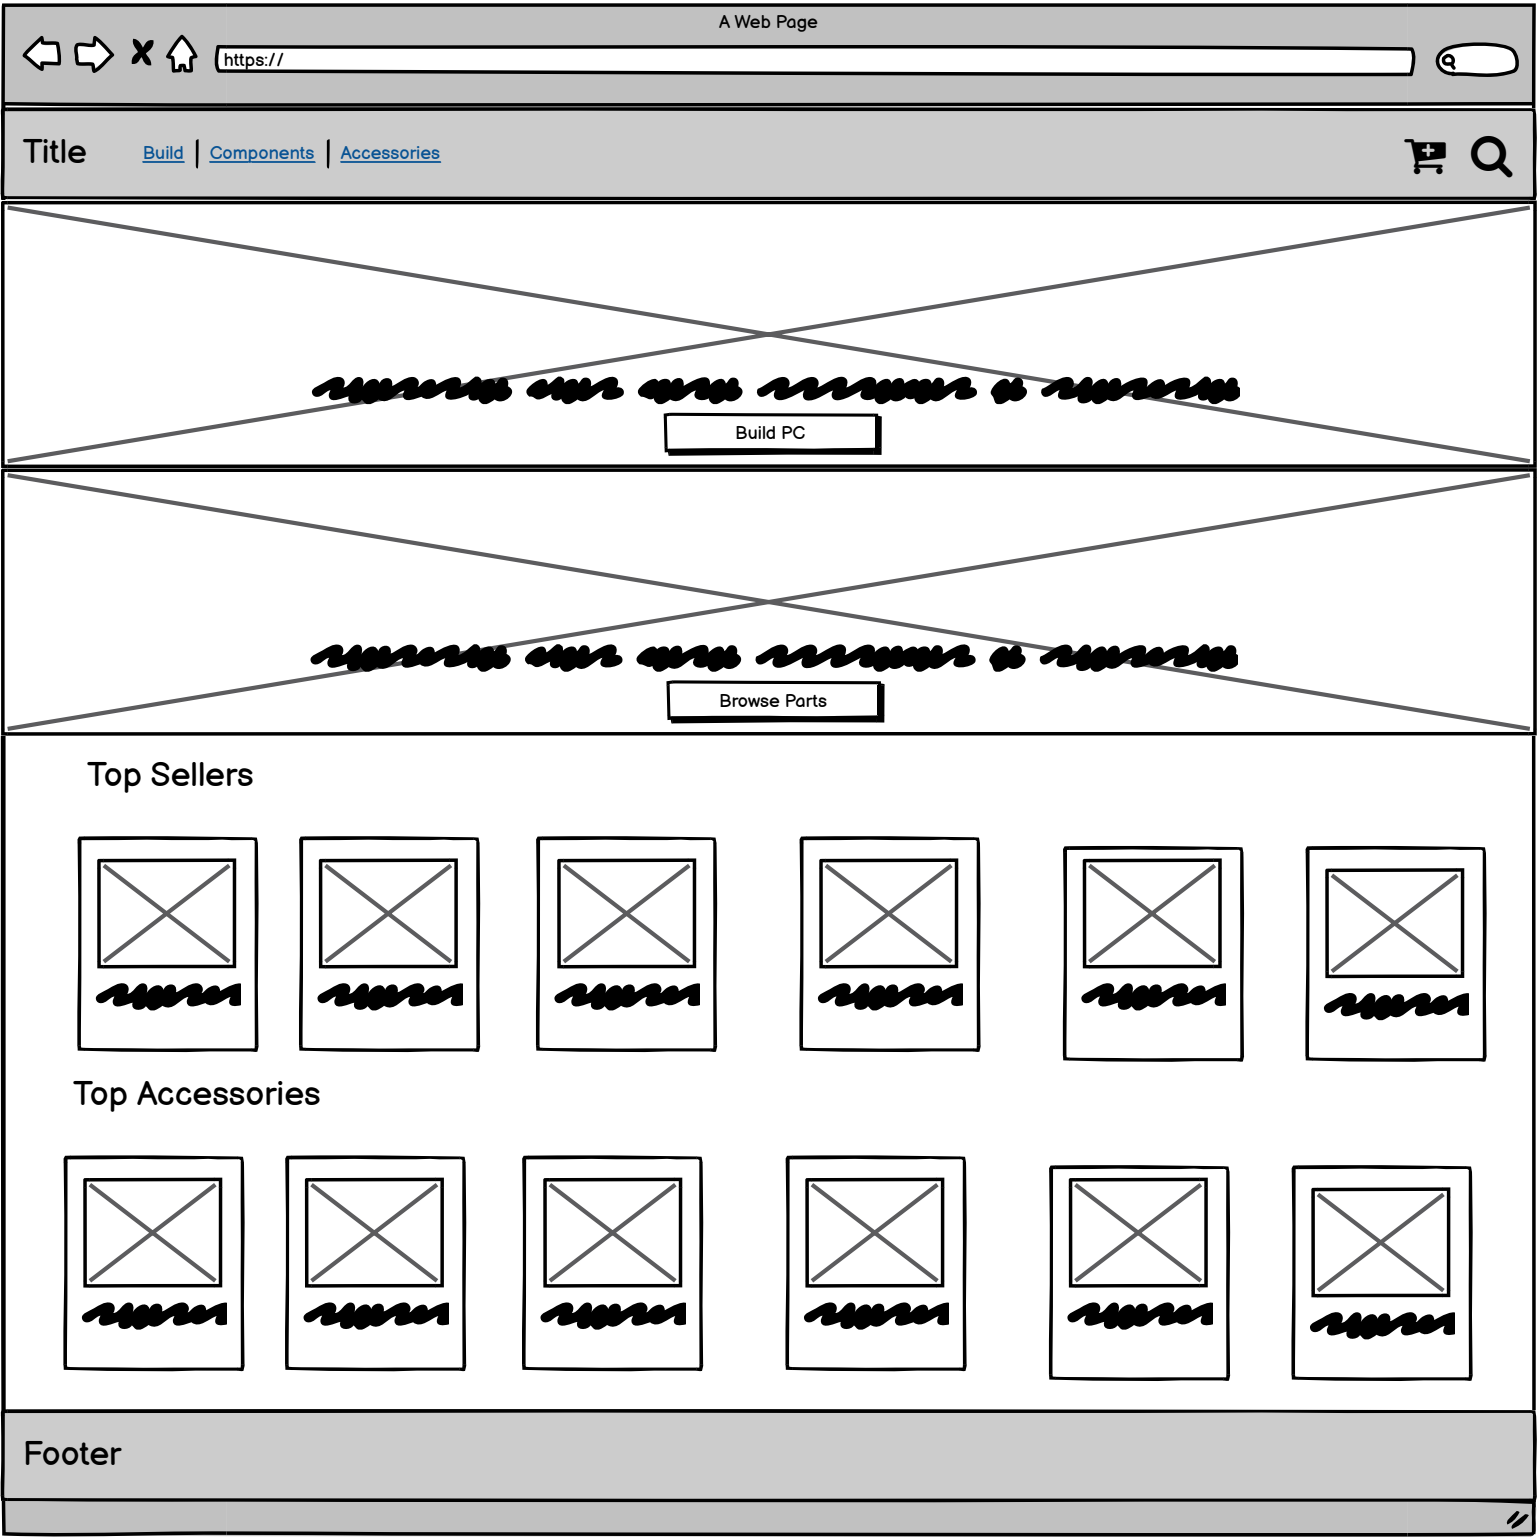 A Web Page
https://
Title
Build | Components | Accessories
Build PC
Browse Parts
Top Sellers
Top Accessories
Footer